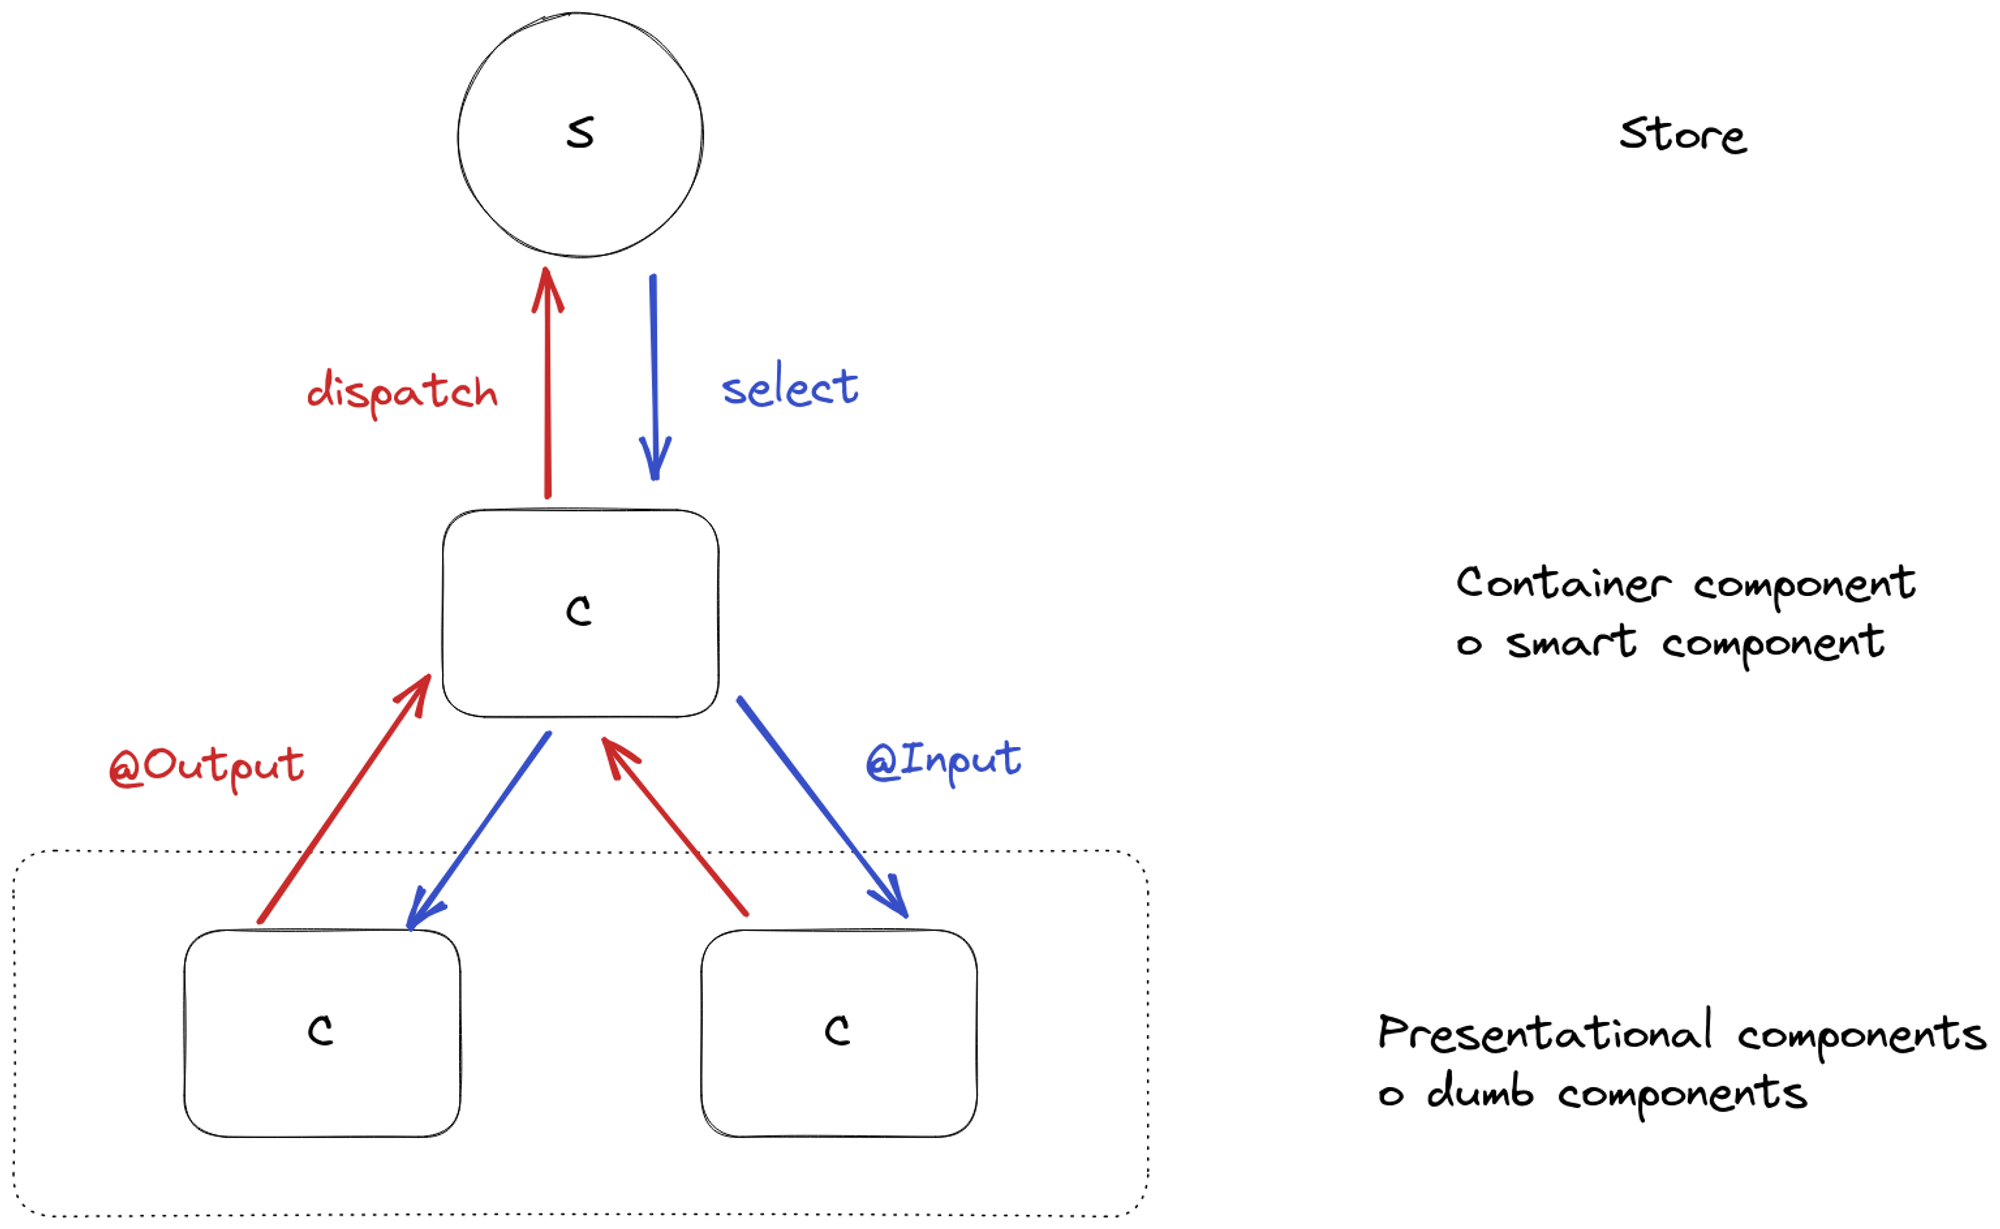 S
Store
dispatch
select
C
Container component
o smart component
@Output
@Input
C
C
Presentational components
o dumb components